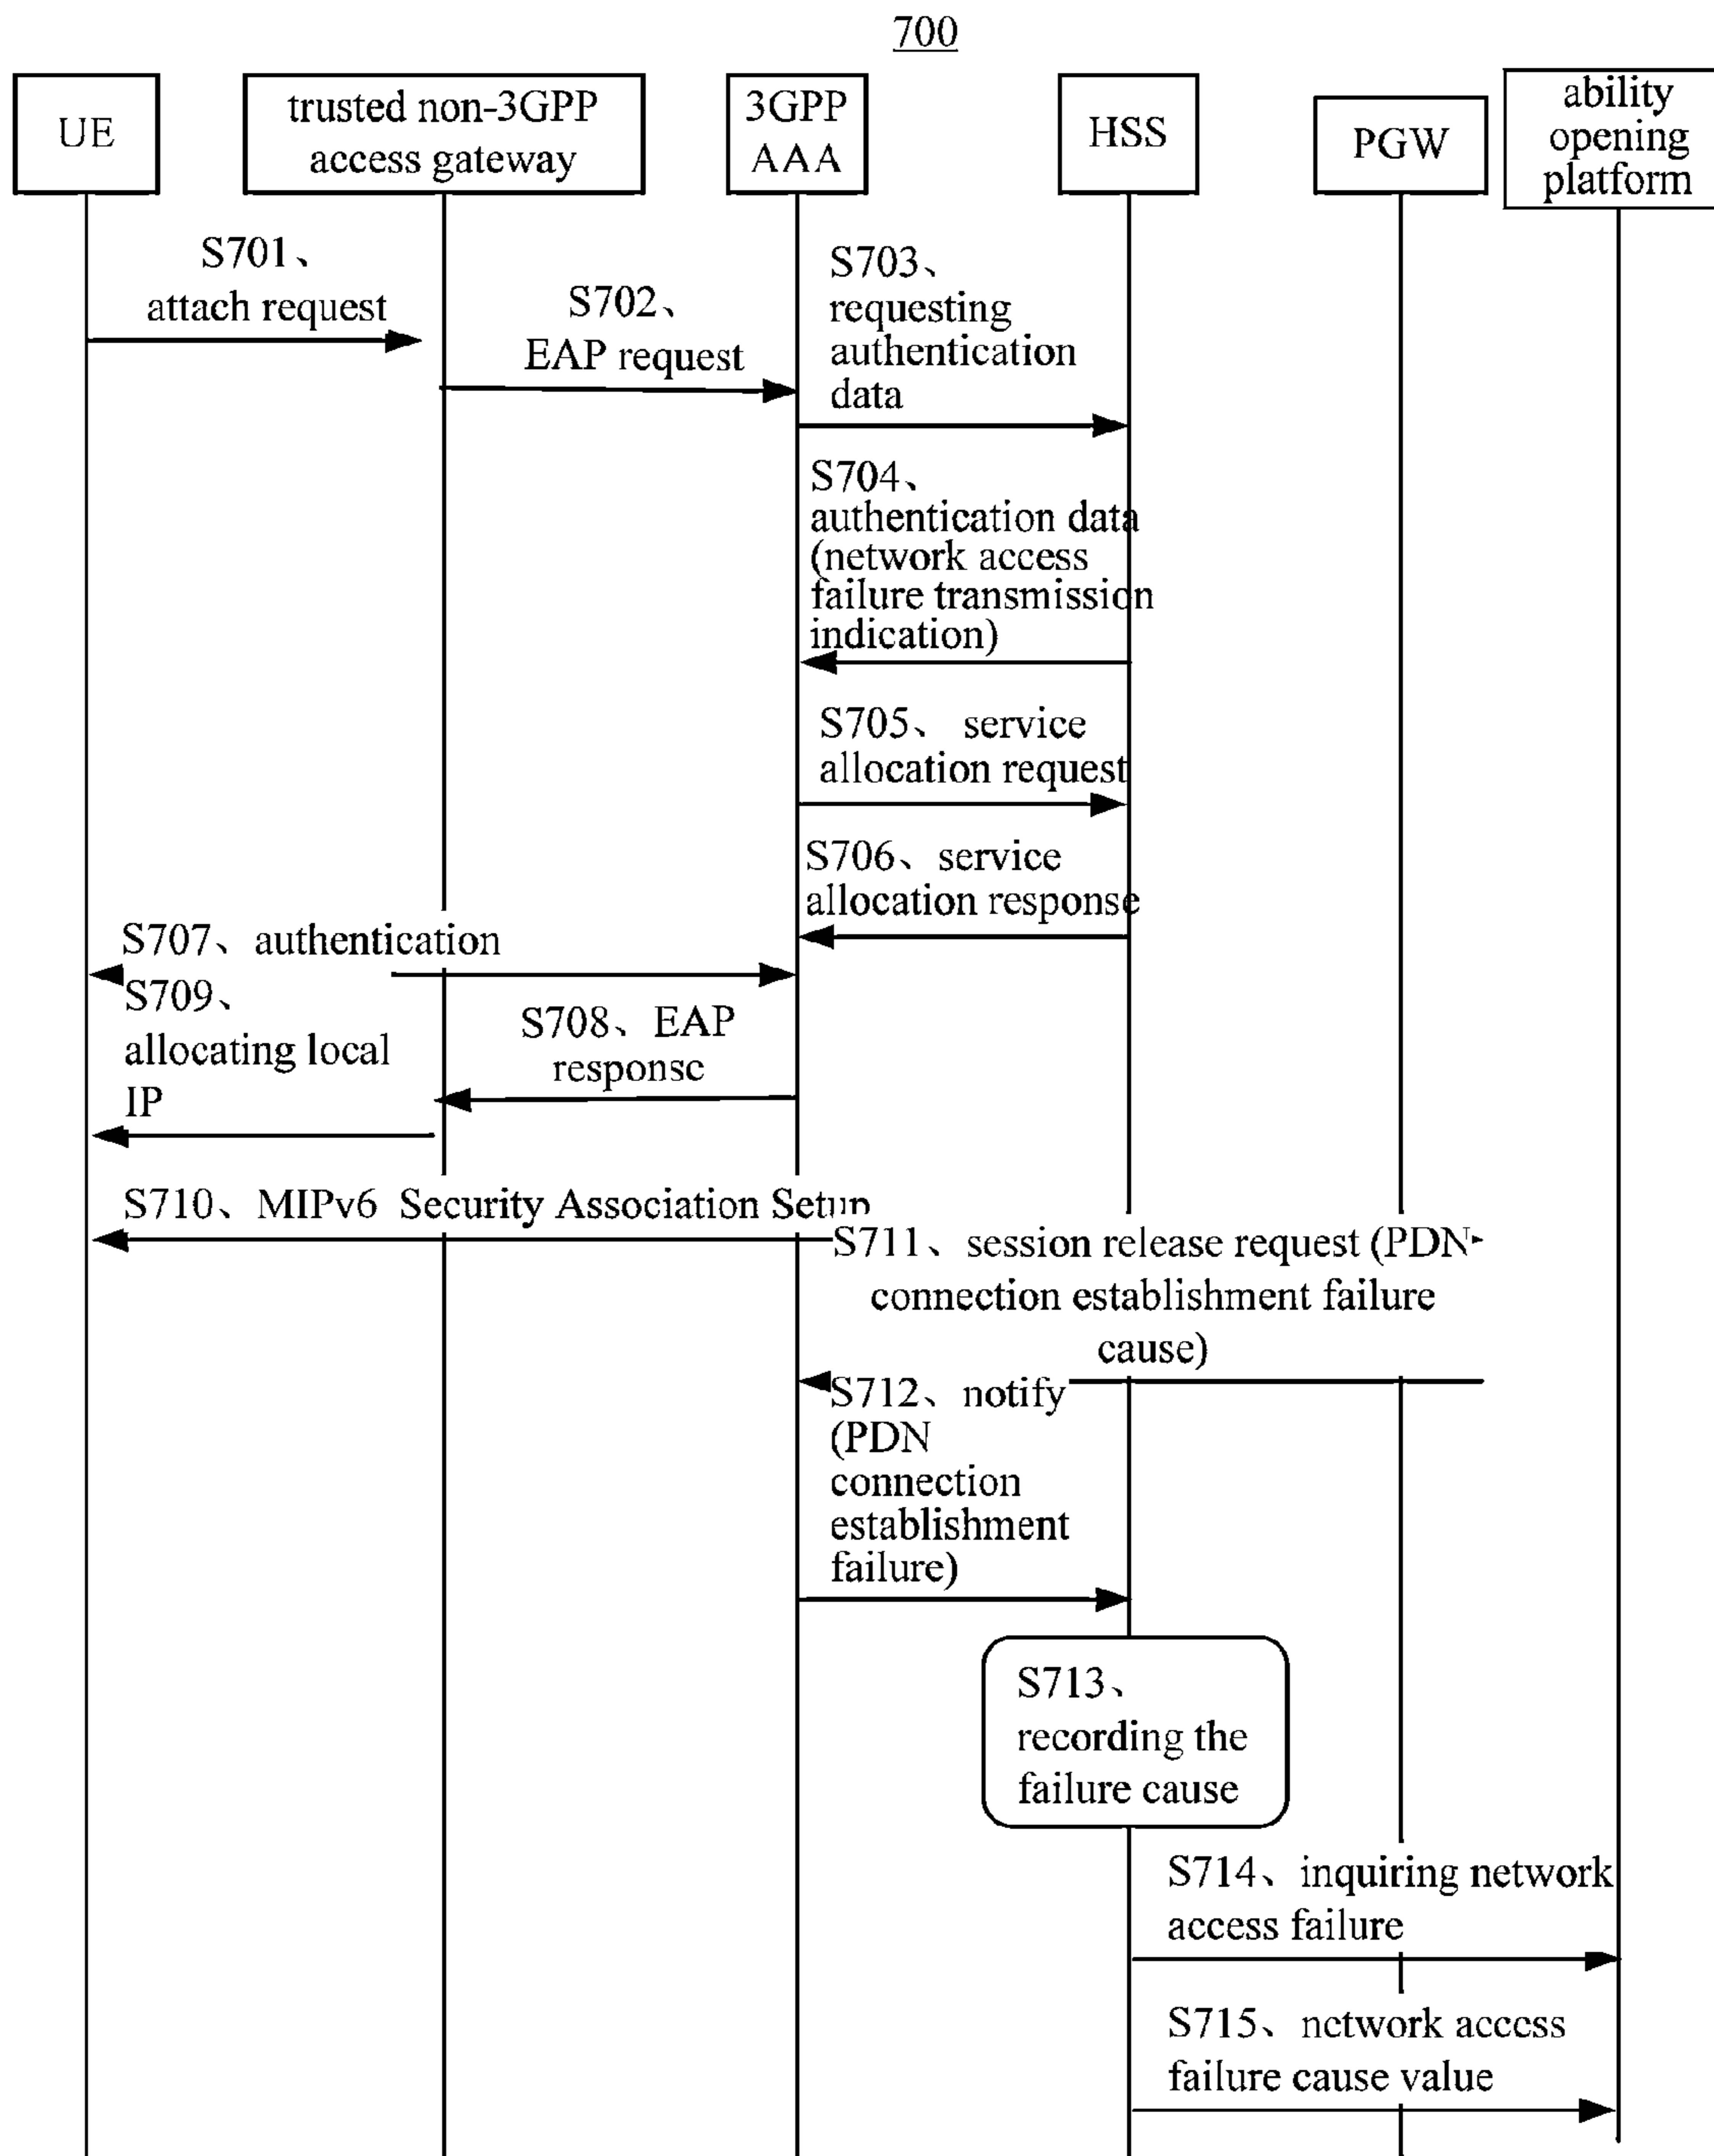 700
UE
trusted non-3GPP
access gateway
3GPP
AAA
HSS
PGW
ability
opening
platform
S701、
attach request
S702、
EAP request
S703、
requesting
authentication
data
S704、
authentication data
(network access
failure transmission
indication)
S705、 service
allocation request
S706、 service
allocation response
S707、 authentication
S708、 EAP
response
S709、
allocating local
IP
S710、 MIPv6 Security Association Setup
S711、 session release request (PDN
connection establishment failure
cause)
S712、 notify
(PDN
connection
establishment
failure)
S713、
recording the
failure cause
S714、 inquiring network
access failure
S715、 network access
failure cause value